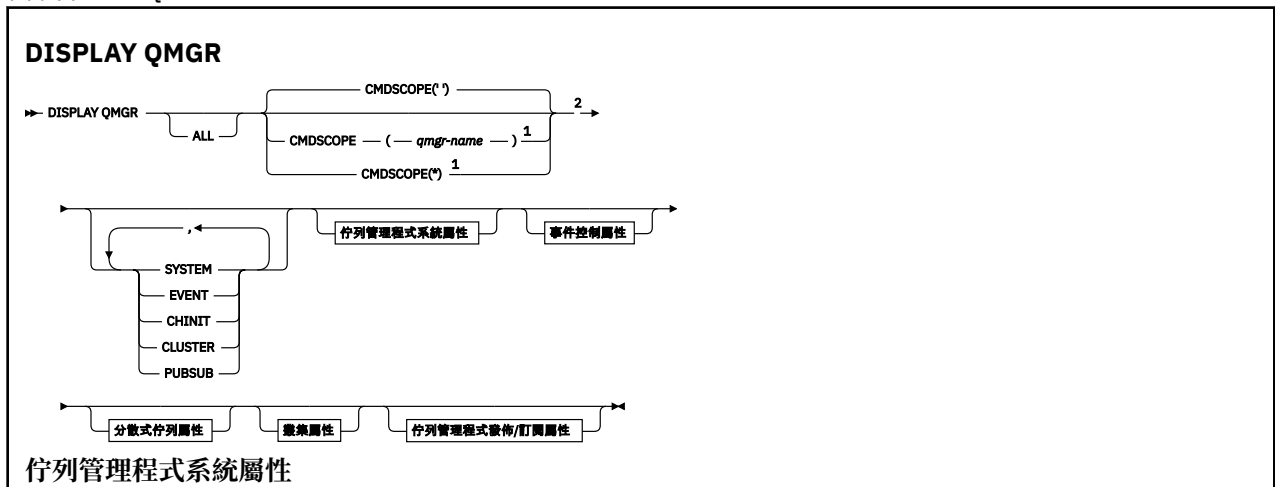 DISPLAY QMGR
CMDSCOPE(' ')
DISPLAY QMGR
ALL
CMDSCOPE ( qmgr-name ) 1
2
CMDSCOPE(*) 1
,
SYSTEM
EVENT
CHINIT
CLUSTER
PUBSUB
佇列管理程式系統屬性
事件控制屬性
分散式佇列屬性
叢集屬性
佇列管理程式發佈/訂閱屬性
佇列管理程式系統屬性